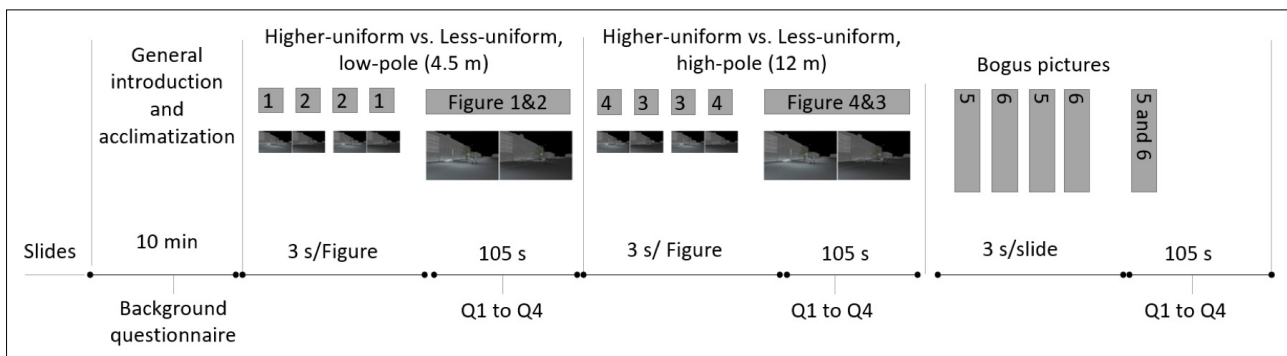 General
introduction
and
acclimatization
Higher-uniform vs. Less-uniform,
low-pole (4.5 m)
1 2 2 1
Figure 1&2
Higher-uniform vs. Less-uniform,
high-pole (12 m)
4 3 3 4
Figure 4&3
Bogus pictures
5 6 5 6
5 and 6
Slides
10 min
3 s/Figure
105 s
3 s/ Figure
105 s
3 s/slide
105 s
Background
questionnaire
Q1 to Q4
Q1 to Q4
Q1 to Q4